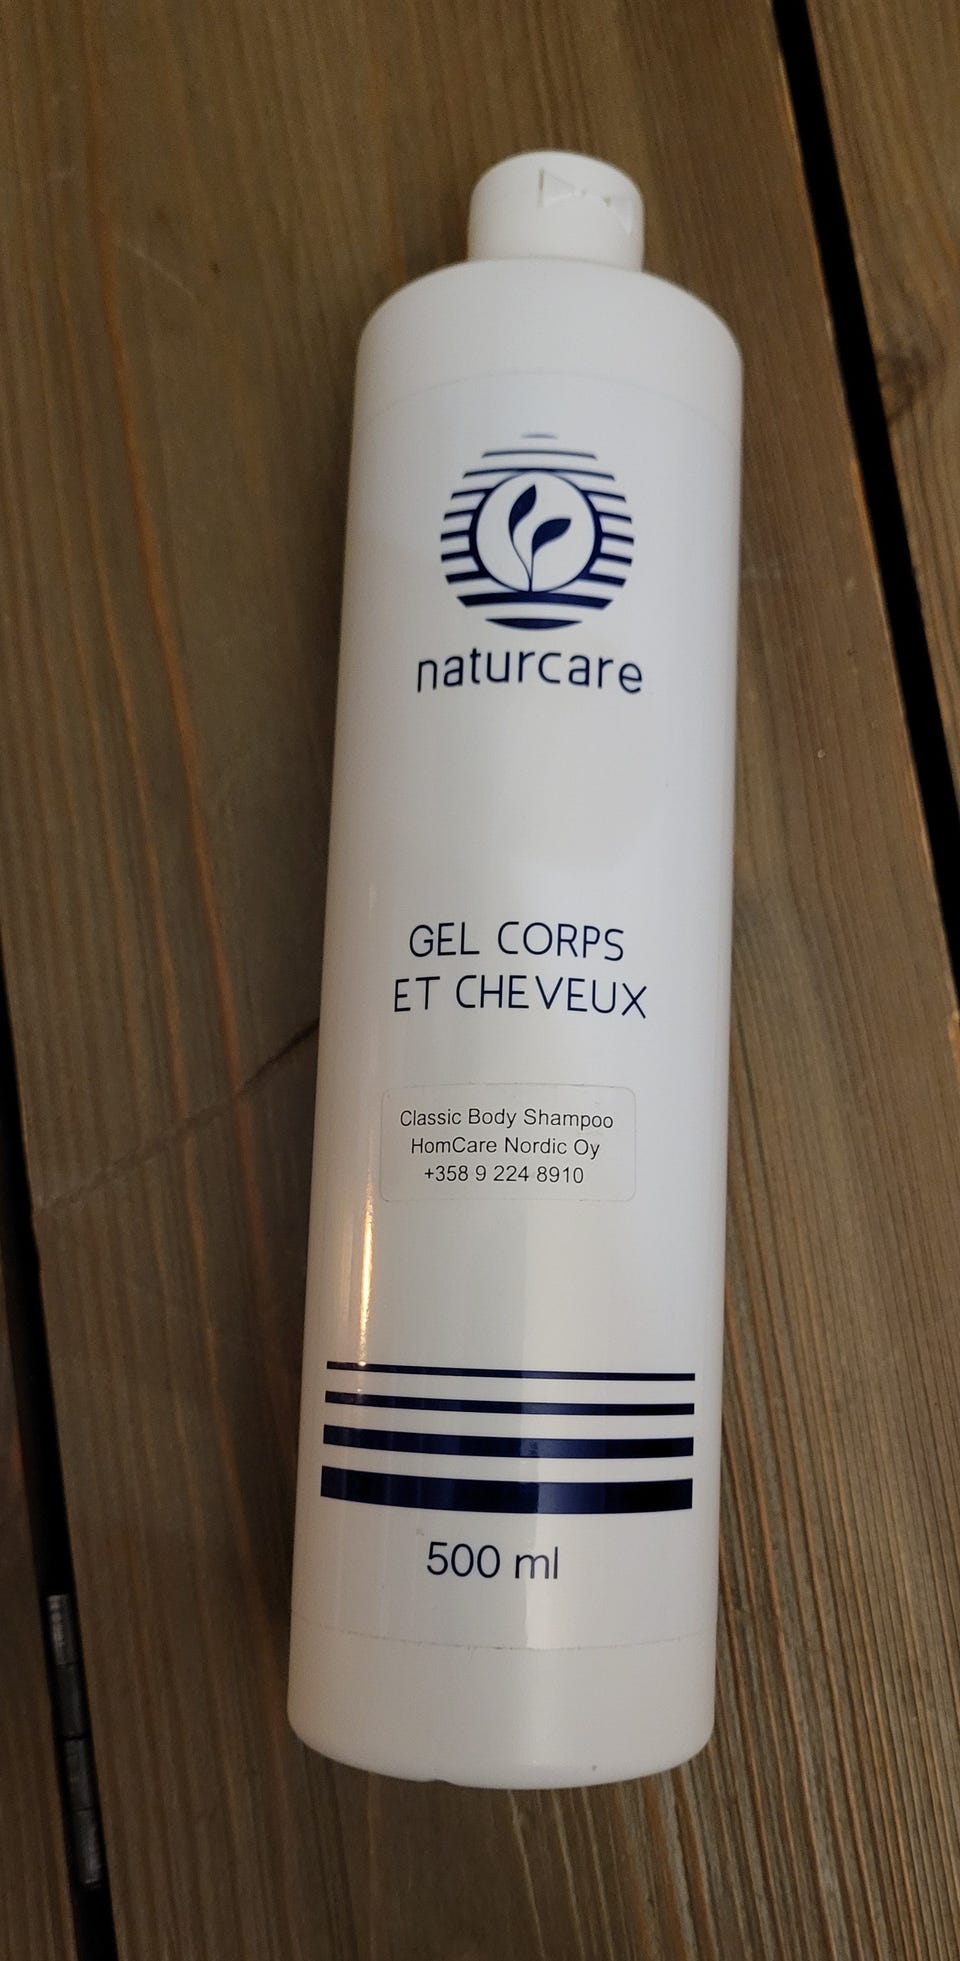 naturcare
GEL CORPS
ET CHEVEUX
Classic Body Shampoo
HomCare Nordic Oy
+358 9 224 8910
500 ml